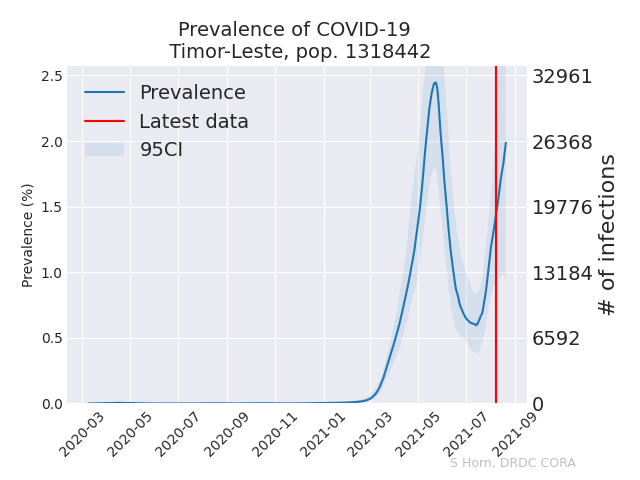 Prevalence of COVID-19
Timor-Leste, pop. 1318442
Prevalence
Latest data
95CI
Prevalence (%)
2.5
2.0
1.5
1.0
0.5
0.0
32961
26368
19776
13184
6592
0
# of infections
2020-03
2020-05
2020-07
2020-09
2020-11
2021-01
2021-03
2021-05
2021-07
2021-09
S Horn, DRDC CORA